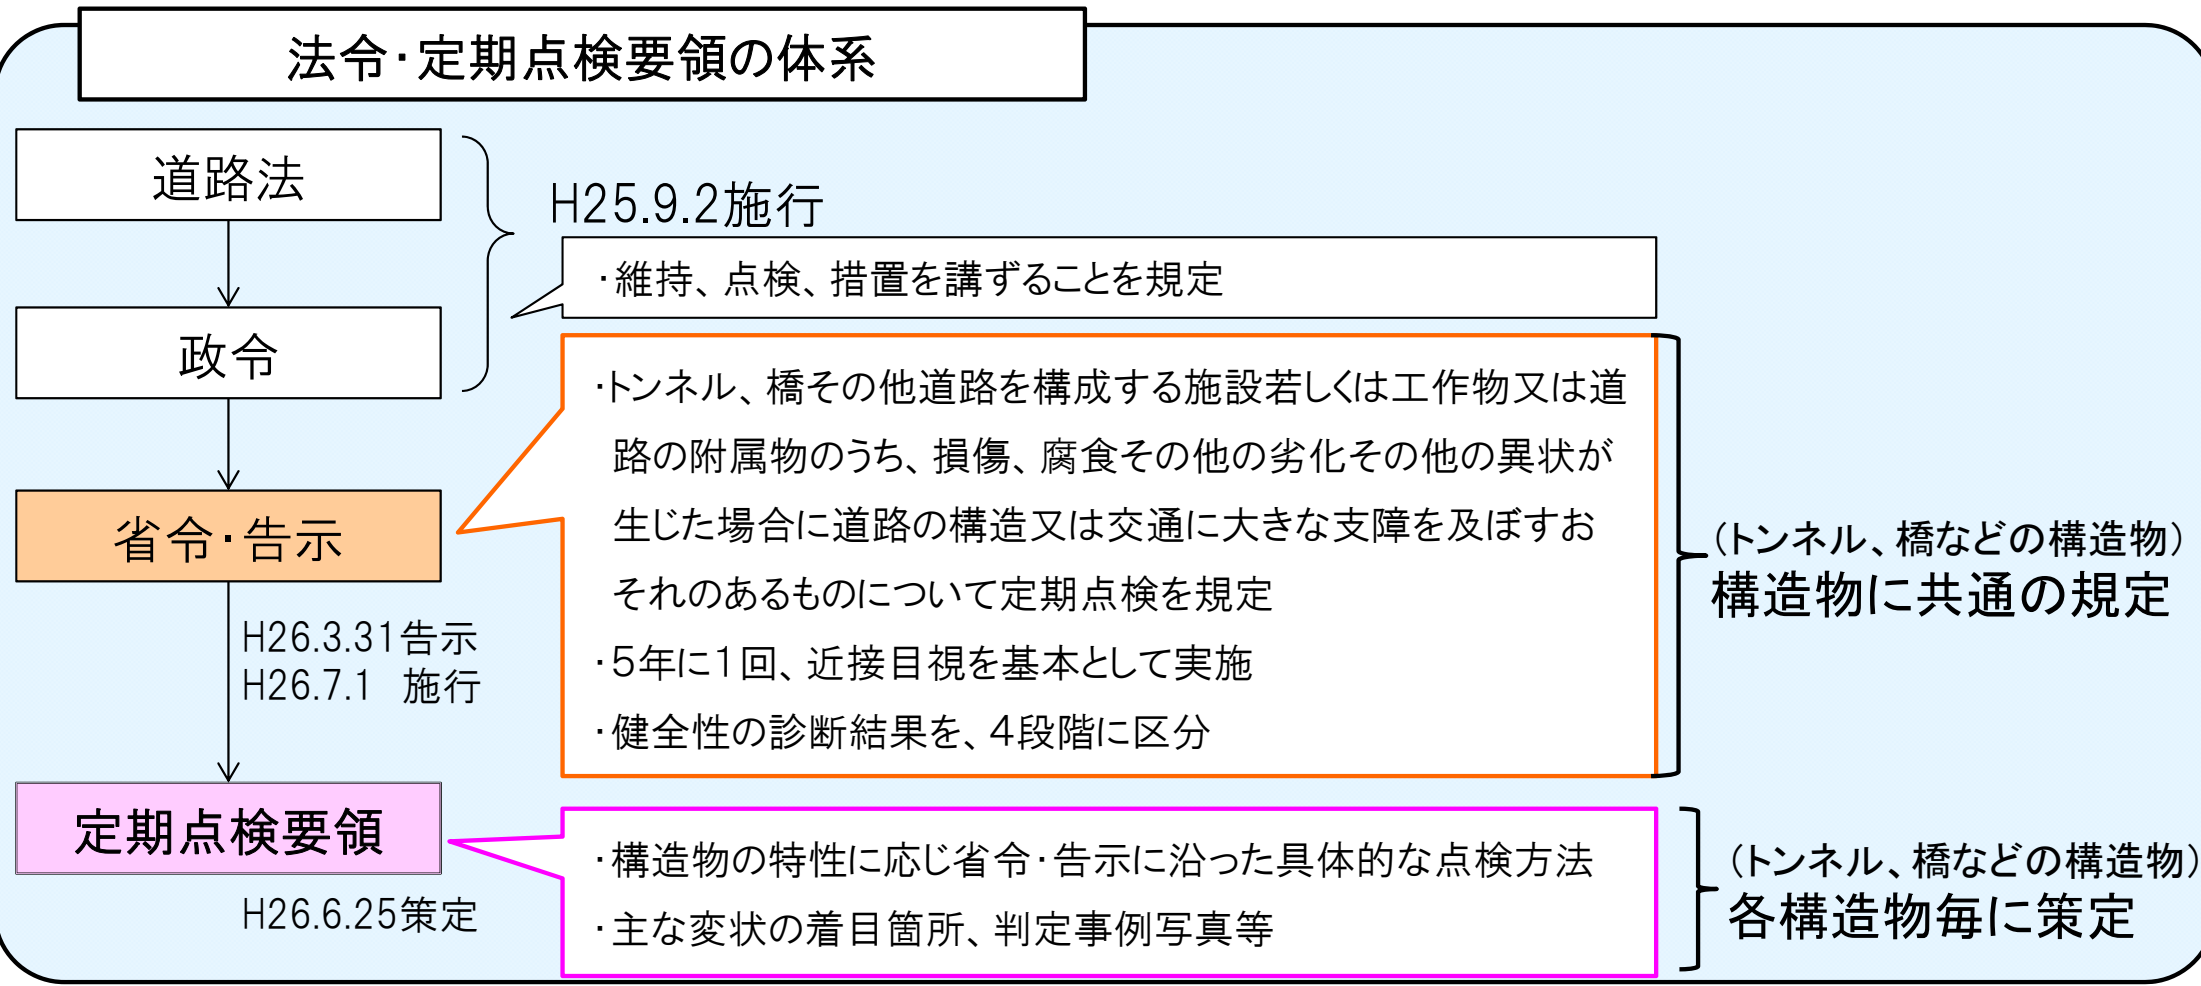 法令・定期点検要領の体系
道路法
H25.9.2施行
・維持、点検、措置を講ずることを規定
政令
・トンネル、橋その他道路を構成する施設若しくは工作物又は道
路の附属物のうち、損傷、腐食その他の劣化その他の異状が
生じた場合に道路の構造又は交通に大きな支障を及ぼすお
それのあるものについて定期点検を規定
・5年に1回、近接目視を基本として実施
・健全性の診断結果を、4段階に区分
省令・告示
(トンネル、橋などの構造物)
構造物に共通の規定
H26.3.31告示
H26.7.1 施行
定期点検要領
・構造物の特性に応じ省令・告示に沿った具体的な点検方法
・主な変状の着目箇所、判定事例写真等
(トンネル、橋などの構造物)
各構造物毎に策定
H26.6.25策定